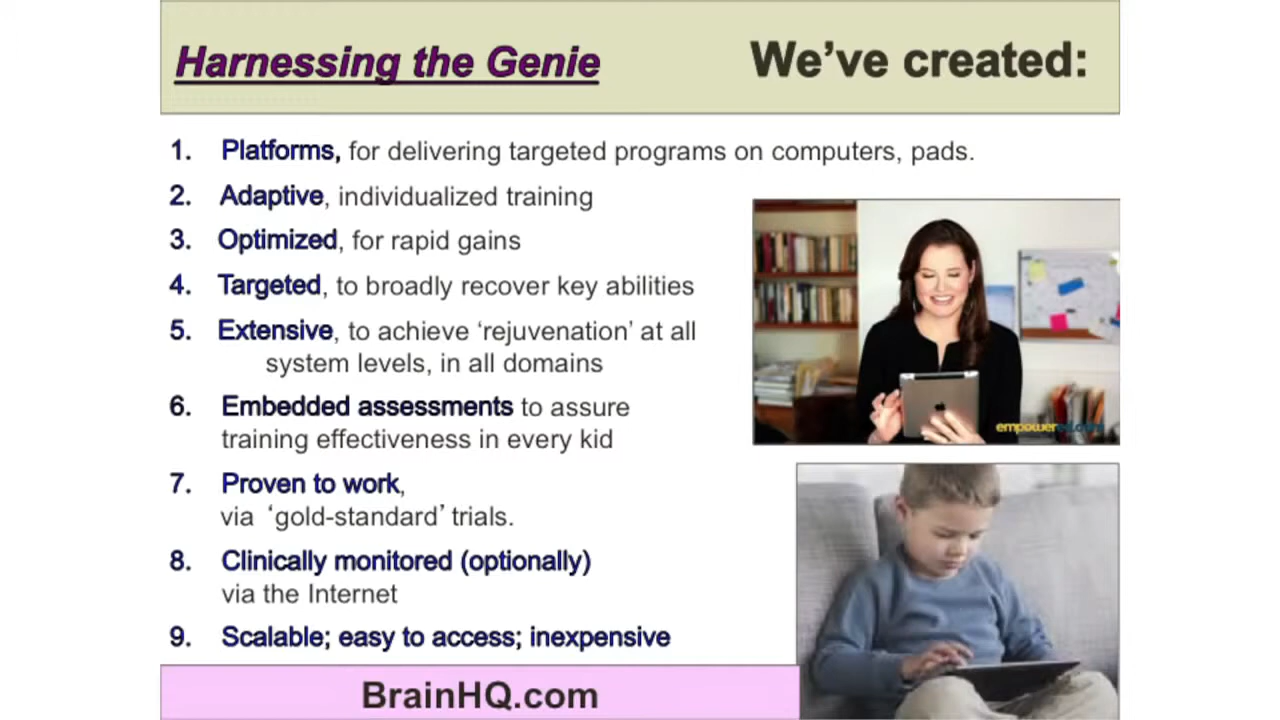 Harnessing the Genie We’ve created:
1. Platforms, for delivering targeted programs on computers, pads.
2. Adaptive, individualized training
3. Optimized, for rapid gains
4. Targeted, to broadly recover key abilities
5. Extensive, to achieve ‘rejuvenation’ at all
system levels, in all domains
6. Embedded assessments to assure
training effectiveness in every kid
7. Proven to work,
via ‘gold-standard’ trials.
8. Clinically monitored (optionally)
via the Internet
9. Scalable; easy to access; inexpensive
BrainHQ.com